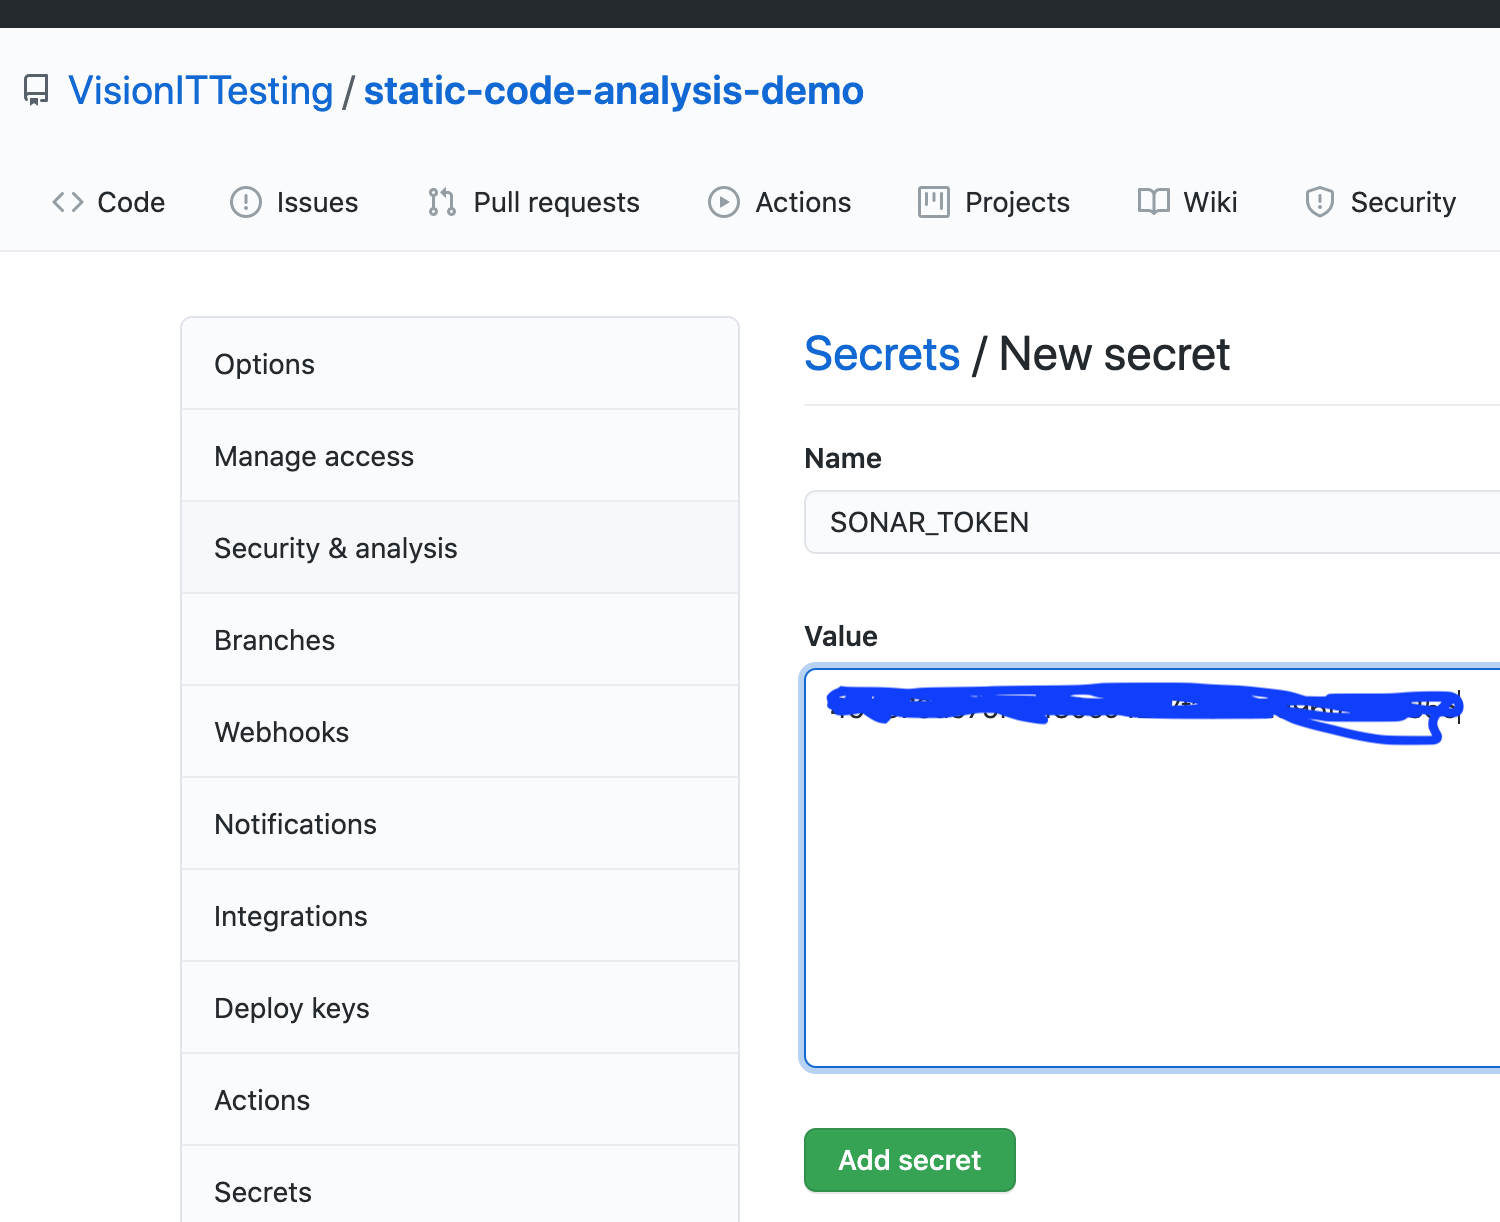 VisionITTesting / static-code-analysis-demo
Code Issues Pull requests Actions Projects Wiki Security
Options
Manage access
Security & analysis
Branches
Webhooks
Notifications
Integrations
Deploy keys
Actions
Secrets
Secrets / New secret
Name
SONAR_TOKEN
Value
Add secret